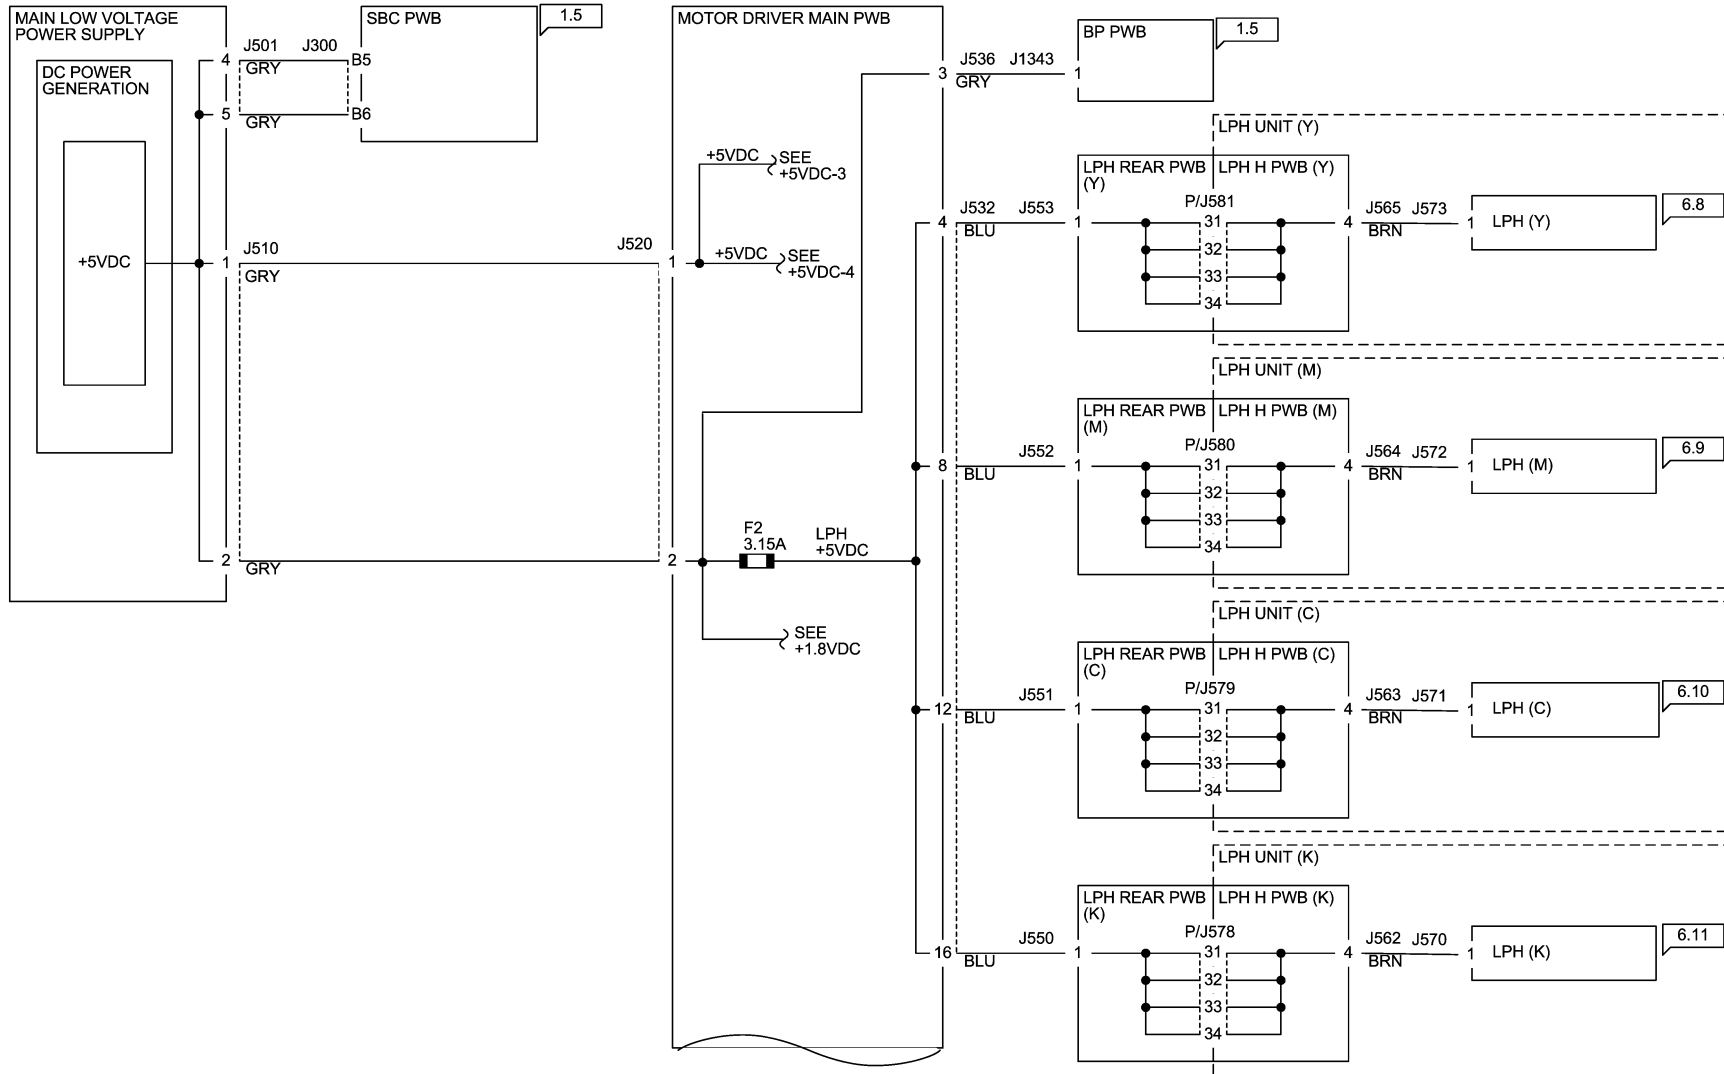 MAIN LOW VOLTAGE
POWER SUPPLY
DC POWER
GENERATION
+5VDC
4
5
1
2
J501
J300
GRY
GRY
B5
B6
SBC PWB
1.5
J510
GRY
GRY
J520
1
2
MOTOR DRIVER MAIN PWB
+5VDC
SEE
+5VDC-3
+5VDC
SEE
+5VDC-4
F2
3.15A
LPH
+5VDC
SEE
+1.8VDC
3
J536
J1343
GRY
1
BP PWB
1.5
LPH UNIT (Y)
LPH REAR PWB
(Y)
LPH H PWB (Y)
P/J581
4
J532
J553
BLU
1
31
32
33
34
4
J565
J573
BRN
1
LPH (Y)
6.8
LPH UNIT (M)
LPH REAR PWB
(M)
LPH H PWB (M)
P/J580
8
J552
BLU
1
31
32
33
34
4
J564
J572
BRN
1
LPH (M)
6.9
LPH UNIT (C)
LPH REAR PWB
(C)
LPH H PWB (C)
P/J579
12
J551
BLU
1
31
32
33
34
4
J563
J571
BRN
1
LPH (C)
6.10
LPH UNIT (K)
LPH REAR PWB
(K)
LPH H PWB (K)
P/J578
16
J550
BLU
1
31
32
33
34
4
J562
J570
BRN
1
LPH (K)
6.11